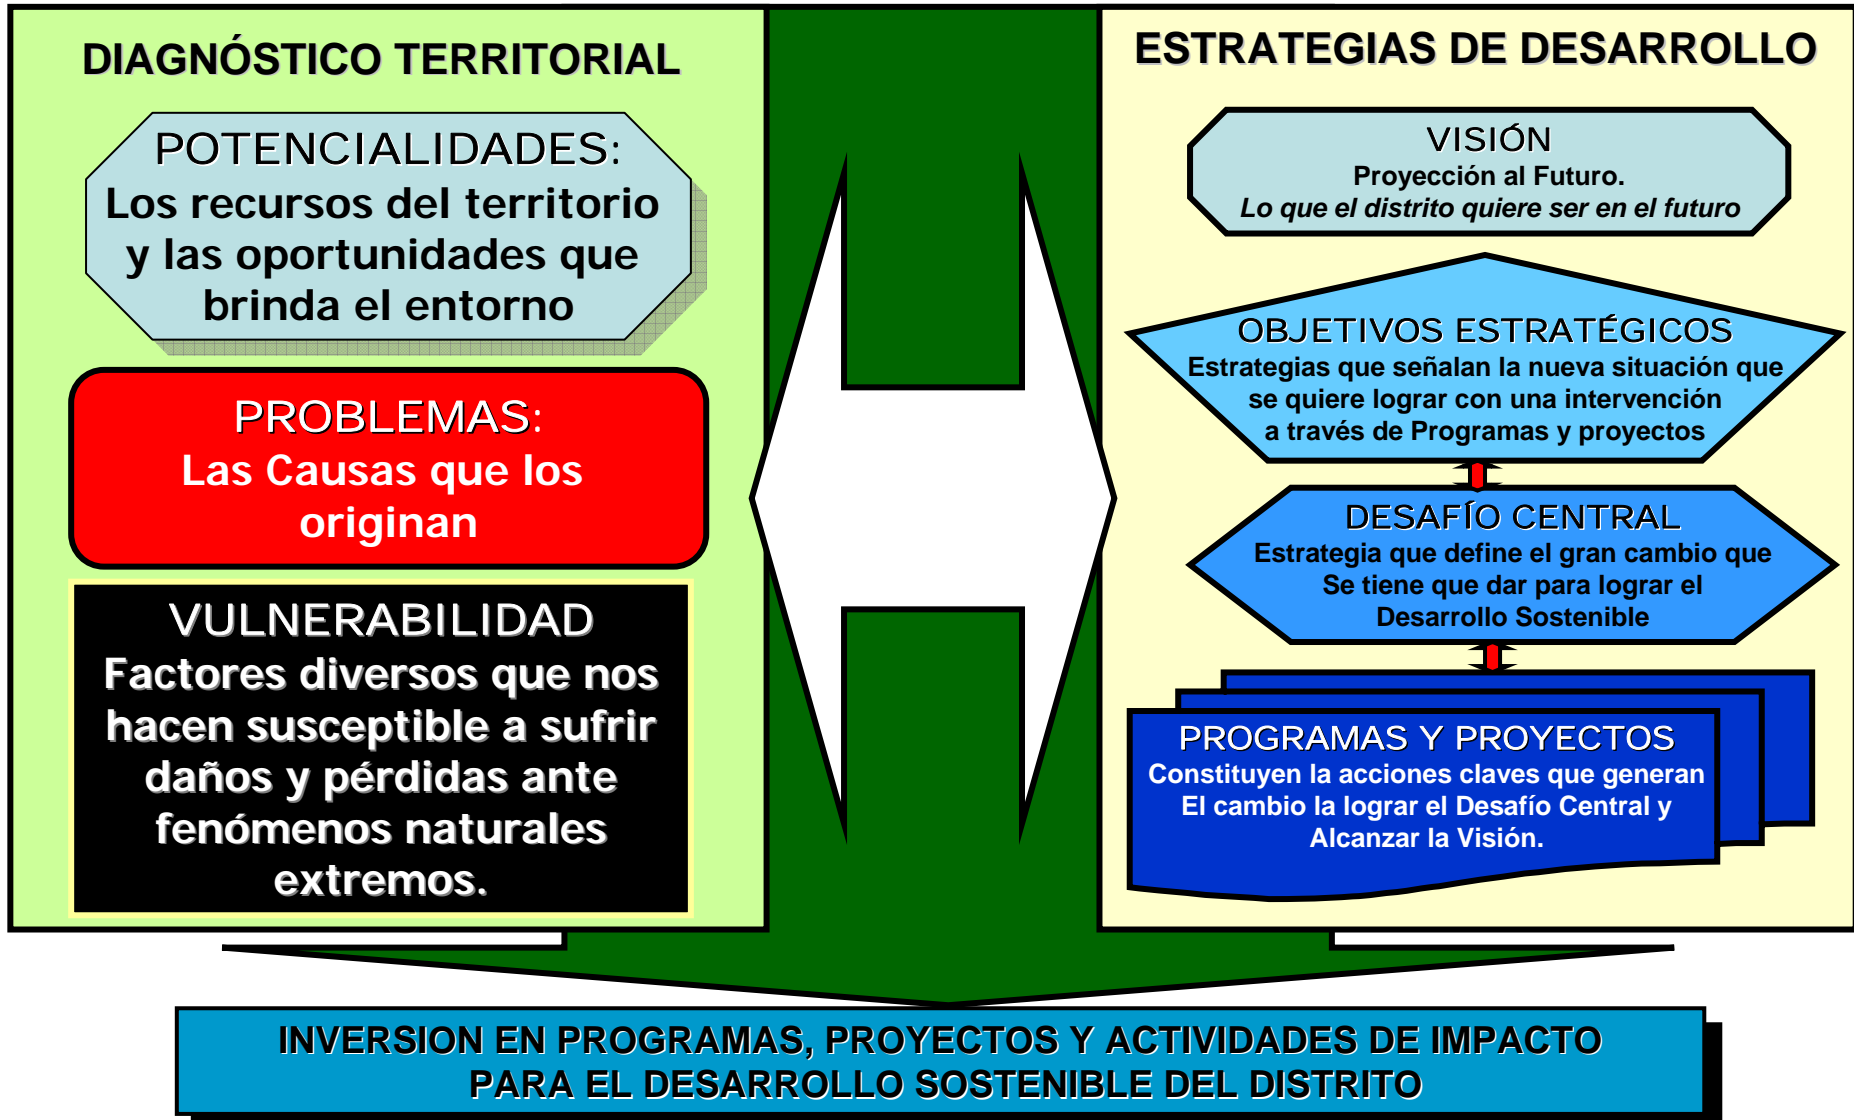 DIAGNÓSTICO TERRITORIAL
POTENCIALIDADES:
Los recursos del territorio
y las oportunidades que
brinda el entorno
PROBLEMAS:
Las Causas que los
originan
VULNERABILIDAD
Factores diversos que nos
hacen susceptible a sufrir
daños y pérdidas ante
fenómenos naturales
extremos.
ESTRATEGIAS DE DESARROLLO
VISIÓN
Proyección al Futuro.
Lo que el distrito quiere ser en el futuro
OBJETIVOS ESTRATÉGICOS
Estrategias que señalan la nueva situación que
se quiere lograr con una intervención
a través de Programas y proyectos
DESAFÍO CENTRAL
Estrategia que define el gran cambio que
Se tiene que dar para lograr el
Desarrollo Sostenible
PROGRAMAS Y PROYECTOS
Constituyen la acciones claves que generan
El cambio la lograr el Desafío Central y
Alcanzar la Visión.
INVERSION EN PROGRAMAS, PROYECTOS Y ACTIVIDADES DE IMPACTO
PARA EL DESARROLLO SOSTENIBLE DEL DISTRITO